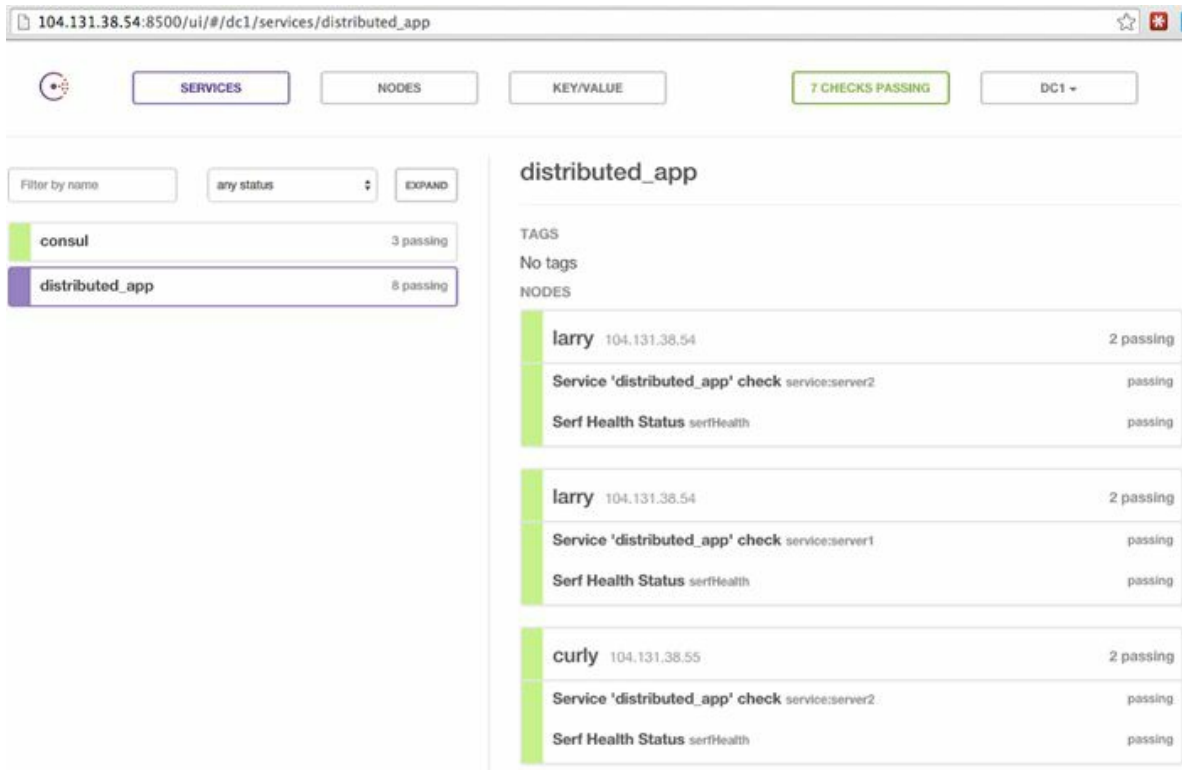 104.131.38.54:8500/ui/#/dc1/services/distributed_app
SERVICES NODES KEY/VALUE 7 CHECKS PASSING DC1
Filter by name any status EXPAND
consul 3 passing
distributed_app 8 passing
distributed_app
TAGS
No tags
NODES
larry 104.131.38.54 2 passing
Service 'distributed_app' check service:server2 passing
Serf Health Status serfHealth passing
larry 104.131.38.54 2 passing
Service 'distributed_app' check service:server1 passing
Serf Health Status serfHealth passing
curly 104.131.38.55 2 passing
Service 'distributed_app' check service:server2 passing
Serf Health Status serfHealth passing